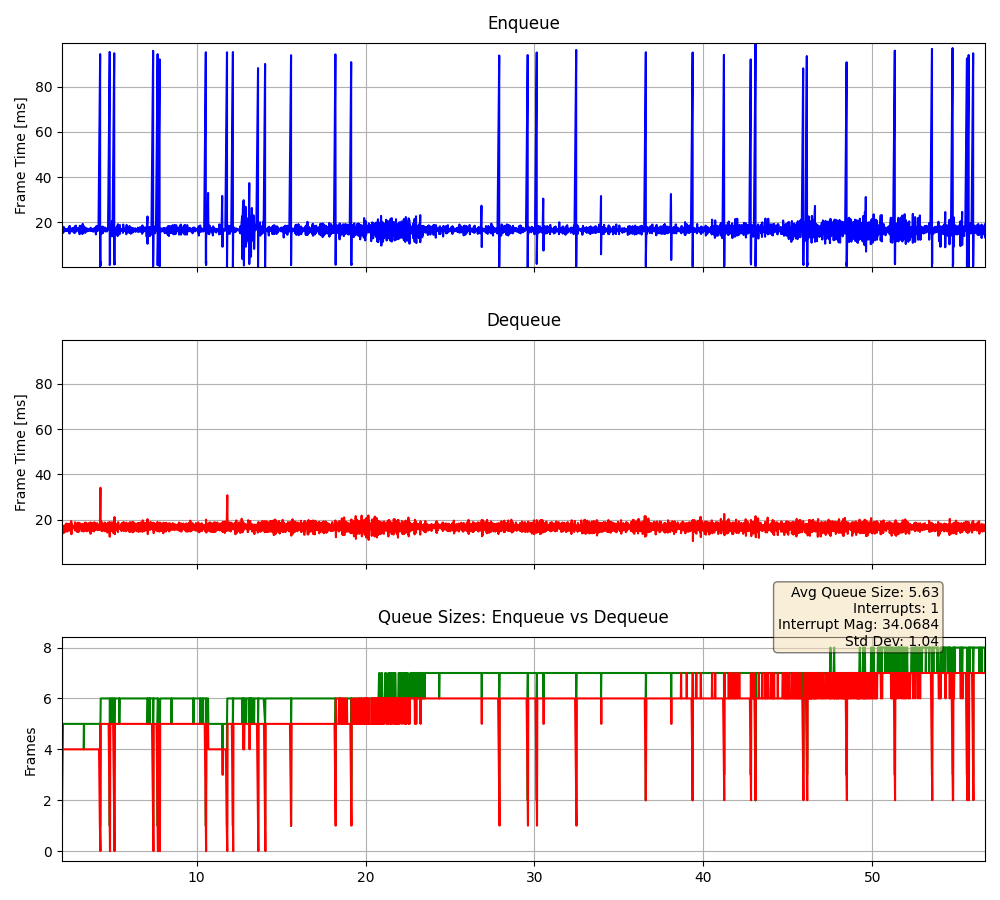 Enqueue
Frame Time [ms]
80
60
40
20
Dequeue
Frame Time [ms]
80
60
40
20
Avg Queue Size: 5.63
Interrupts: 1
Interrupt Mag: 34.0684
Std Dev: 1.04
Queue Sizes: Enqueue vs Dequeue
Frames
8
6
4
2
0
10 20 30 40 50